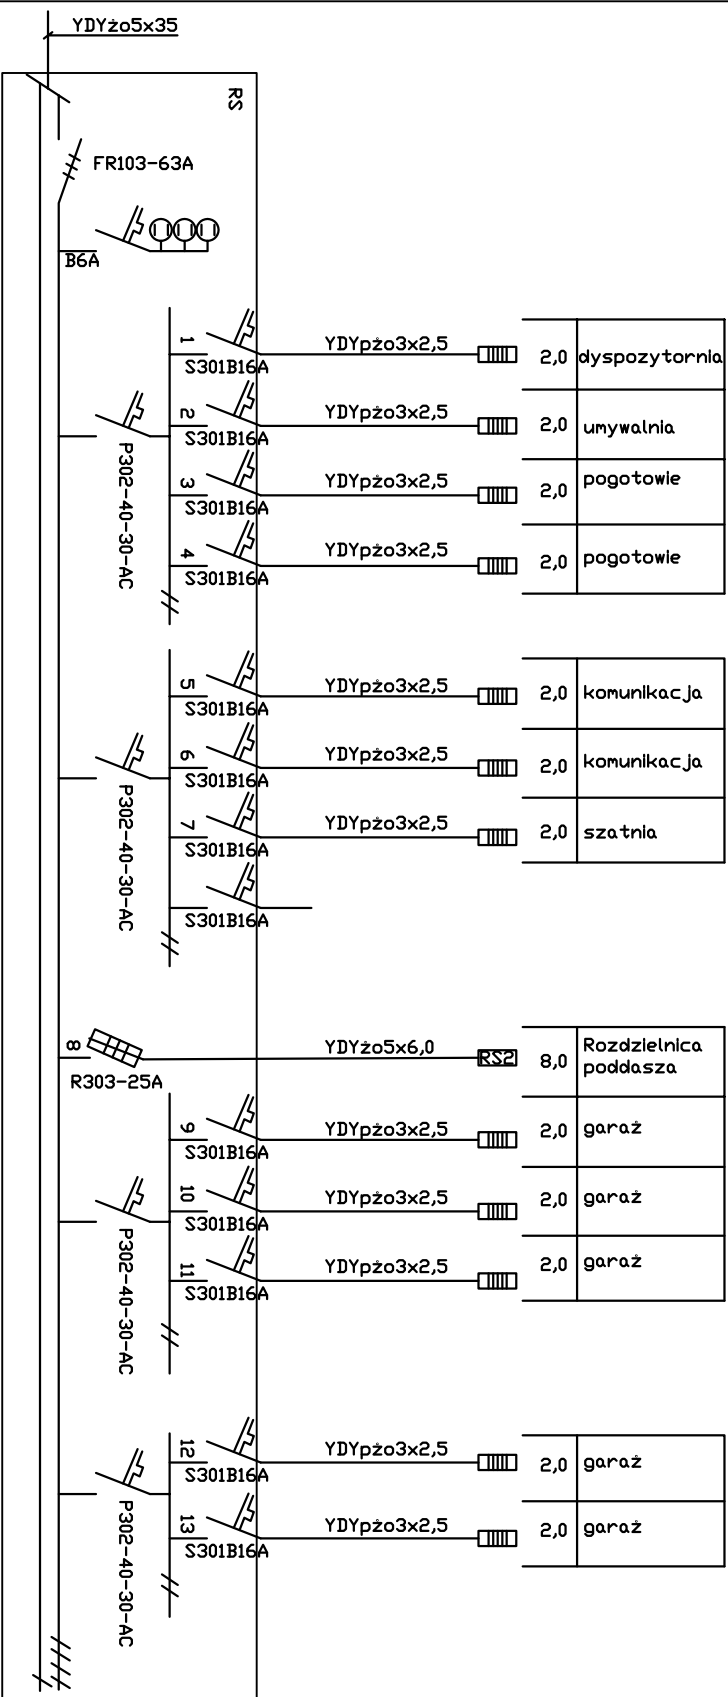 YDYżo5x35
RS
FR103-63A
B6A
1
S301B16A
YDYpżo3x2,5
2,0
dyspozytornia
2
S301B16A
YDYpżo3x2,5
2,0
umywalnia
P302-40-30-AC
3
S301B16A
YDYpżo3x2,5
2,0
pogotowie
4
S301B16A
YDYpżo3x2,5
2,0
pogotowie
5
S301B16A
YDYpżo3x2,5
2,0
komunikacja
6
S301B16A
YDYpżo3x2,5
2,0
komunikacja
P302-40-30-AC
7
S301B16A
YDYpżo3x2,5
2,0
szatnia
S301B16A
8
R303-25A
YDYżo5x6,0
RS2
8,0
Rozdzielnica
poddasza
9
S301B16A
YDYpżo3x2,5
2,0
garaż
10
S301B16A
YDYpżo3x2,5
2,0
garaż
P302-40-30-AC
11
S301B16A
YDYpżo3x2,5
2,0
garaż
12
S301B16A
YDYpżo3x2,5
2,0
garaż
P302-40-30-AC
13
S301B16A
YDYpżo3x2,5
2,0
garaż